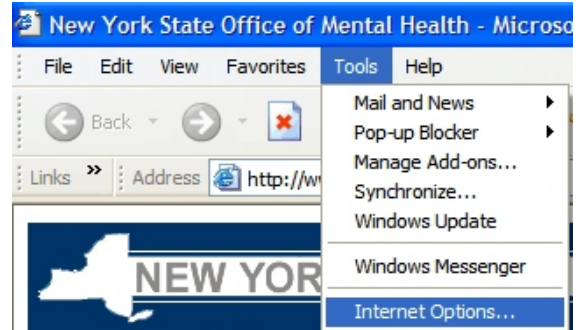 New York State Office of Mental Health - Microso
File Edit View Favorites Tools Help
Back
Mail and News
Pop-up Blocker
Manage Add-ons...
Synchronize...
Windows Update
Windows Messenger
Internet Options...
Links » Address http://w
NEW YOR